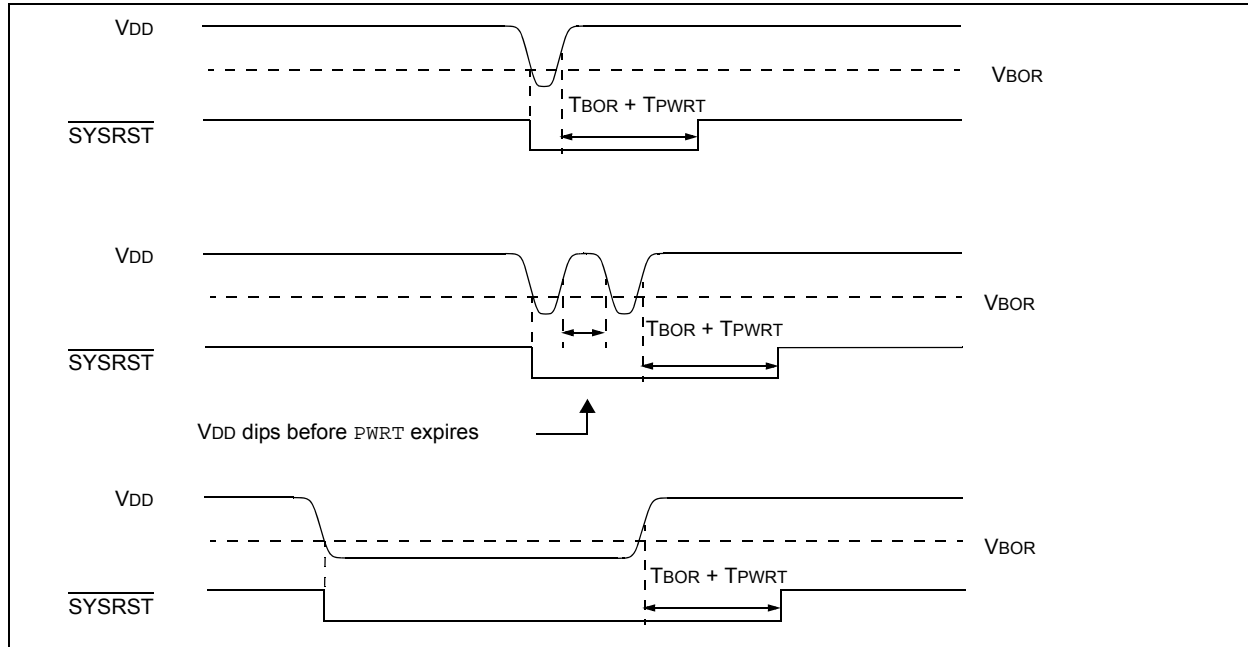 VDD
VBOR
TBOR + TPWRT
SYSRST
VDD
VBOR
TBOR + TPWRT
SYSRST
VDD dips before PWRT expires
VDD
VBOR
TBOR + TPWRT
SYSRST